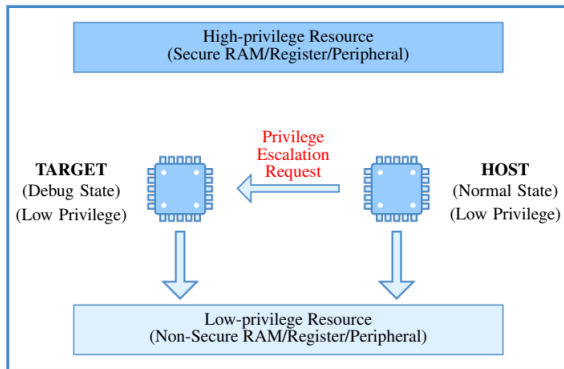 High-privilege Resource
(Secure RAM/Register/Peripheral)
Privilege
Escalation
Request
TARGET
(Debug State)
(Low Privilege)
HOST
(Normal State)
(Low Privilege)
Low-privilege Resource
(Non-Secure RAM/Register/Peripheral)